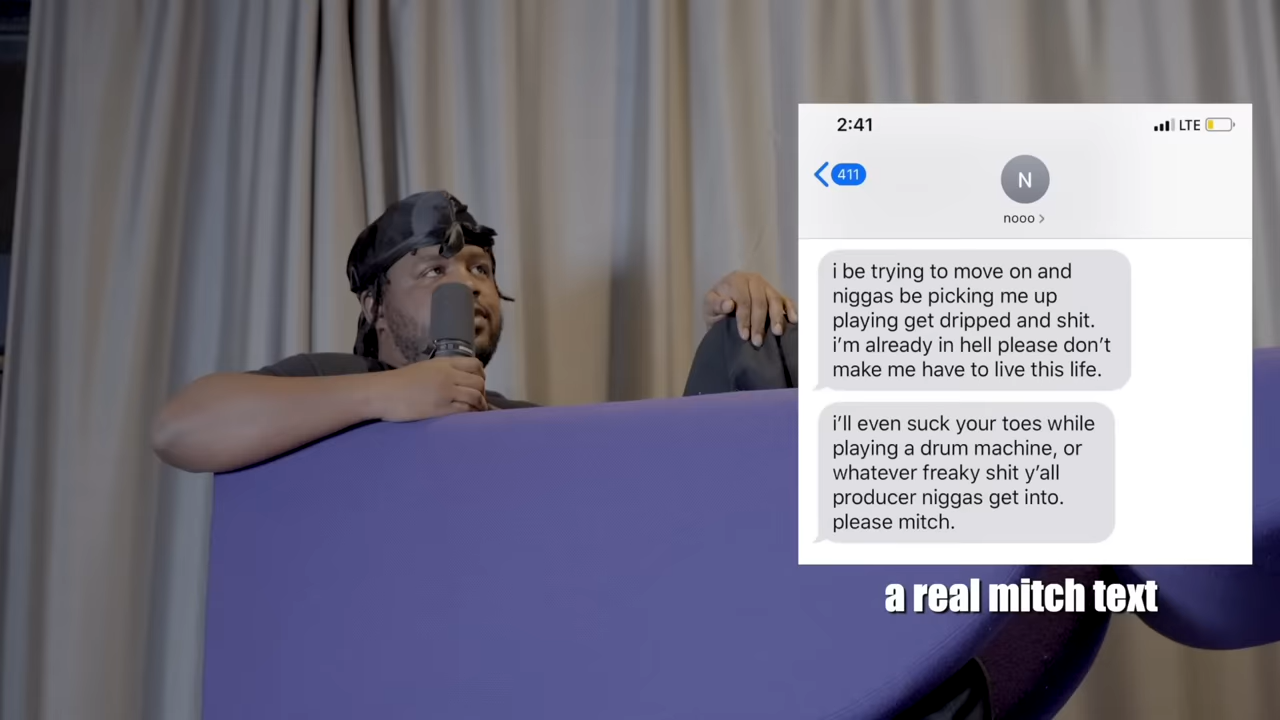 2:41
LTE
411
N
nooo >
i be trying to move on and
niggas be picking me up
playing get dripped and shit.
i'm already in hell please don't
make me have to live this life.
i'll even suck your toes while
playing a drum machine, or
whatever freaky shit y'all
producer niggas get into.
please mitch.
a real mitch text